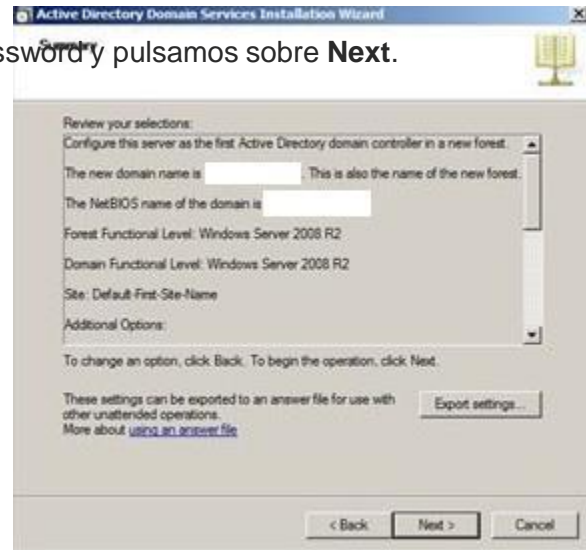 Active Directory Domain Services Installation Wizard
ssword y pulsamos sobre Next.
Summary
Review your selections:
Configure this server as the first Active Directory domain controller in a new forest.
The new domain name is . This is also the name of the new forest.
The NetBIOS name of the domain is
Forest Functional Level: Windows Server 2008 R2
Domain Functional Level: Windows Server 2008 R2
Site: Default-First-Site-Name
Additional Options:
To change an option, click Back. To begin the operation, click Next.
These settings can be exported to an answer file for use with
other unattended operations.
Export settings...
More about using an answer file
< Back Next > Cancel